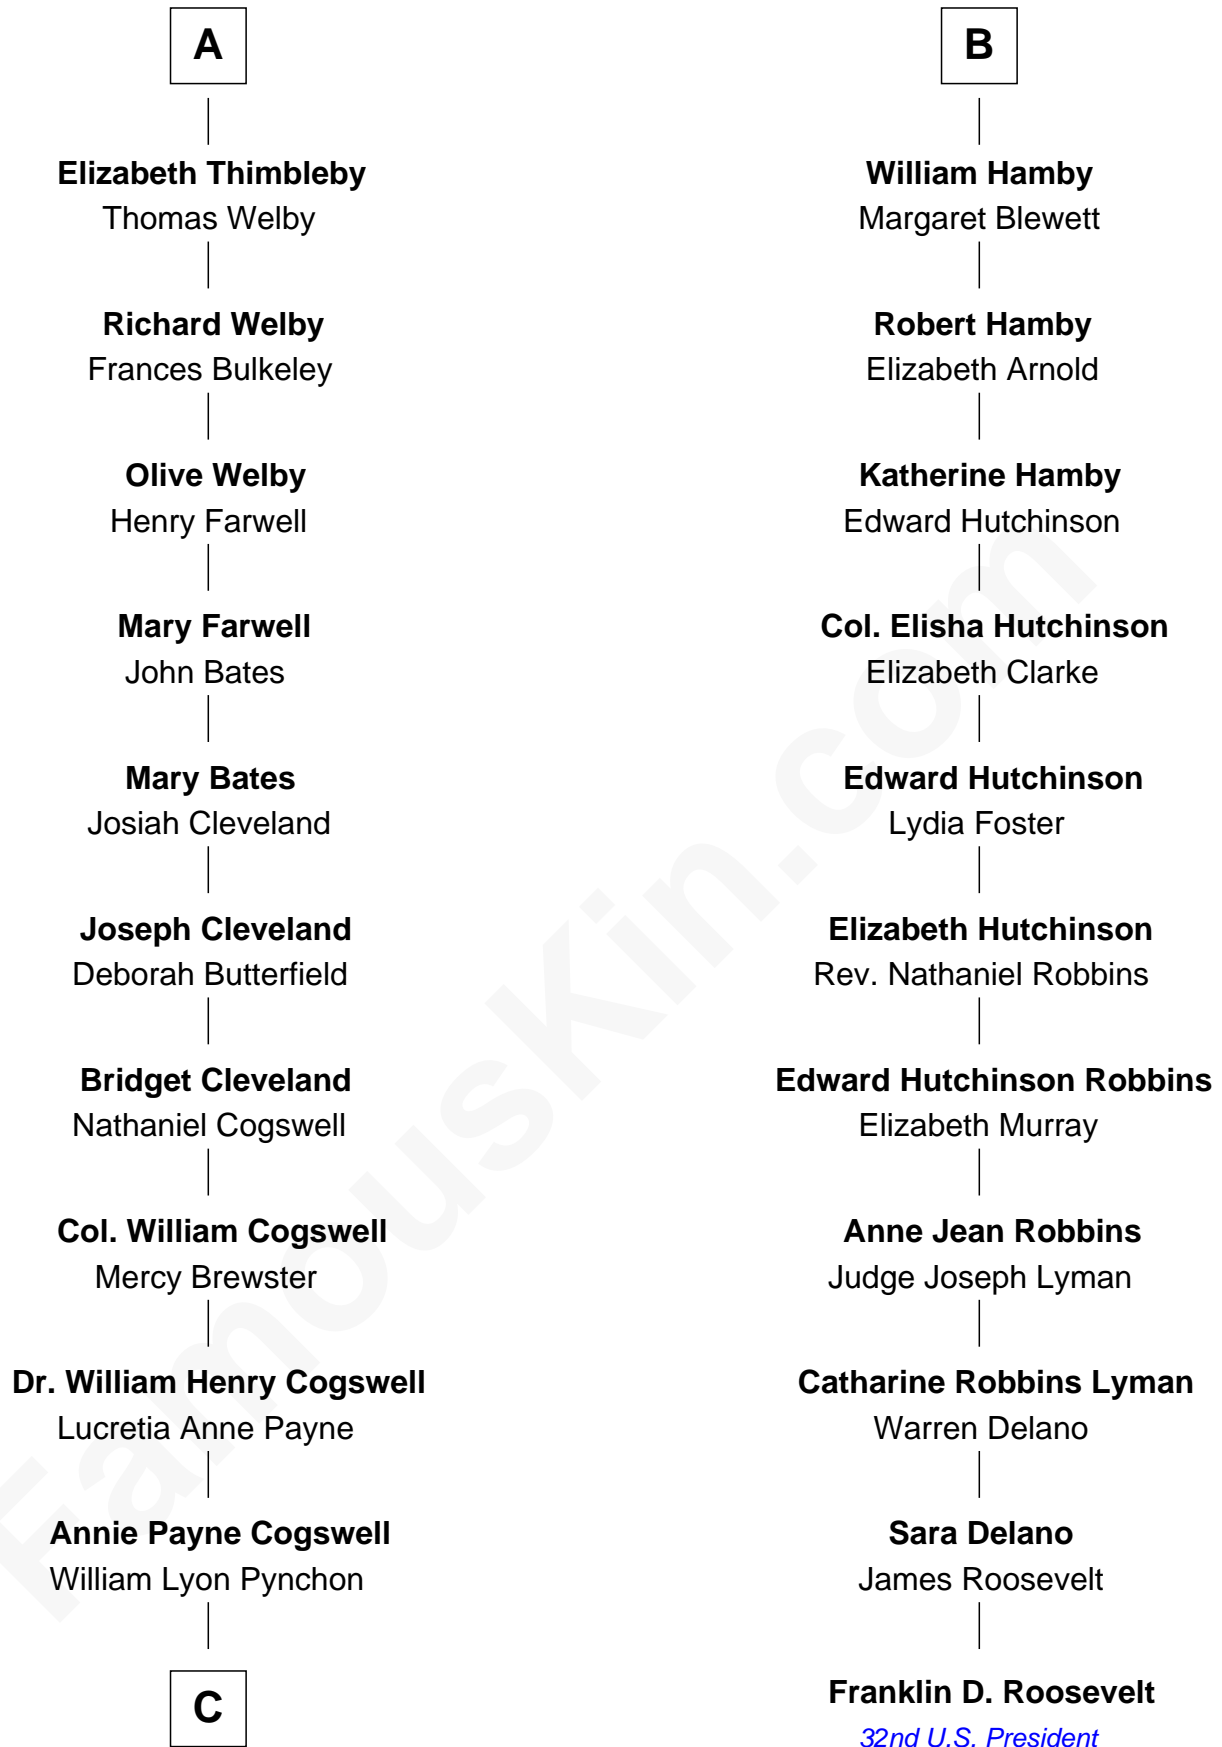 A
Elizabeth Thimbleby
Thomas Welby
Richard Welby
Frances Bulkeley
Olive Welby
Henry Farwell
Mary Farwell
John Bates
Mary Bates
Josiah Cleveland
Joseph Cleveland
Deborah Butterfield
Bridget Cleveland
Nathaniel Cogswell
Col. William Cogswell
Mercy Brewster
Dr. William Henry Cogswell
Lucretia Anne Payne
Annie Payne Cogswell
William Lyon Pynchon
C
B
William Hamby
Margaret Blewett
Robert Hamby
Elizabeth Arnold
Katherine Hamby
Edward Hutchinson
Col. Elisha Hutchinson
Elizabeth Clarke
Edward Hutchinson
Lydia Foster
Elizabeth Hutchinson
Rev. Nathaniel Robbins
Edward Hutchinson Robbins
Elizabeth Murray
Anne Jean Robbins
Judge Joseph Lyman
Catharine Robbins Lyman
Warren Delano
Sara Delano
James Roosevelt
Franklin D. Roosevelt
32nd U.S. President
FamousKin.com